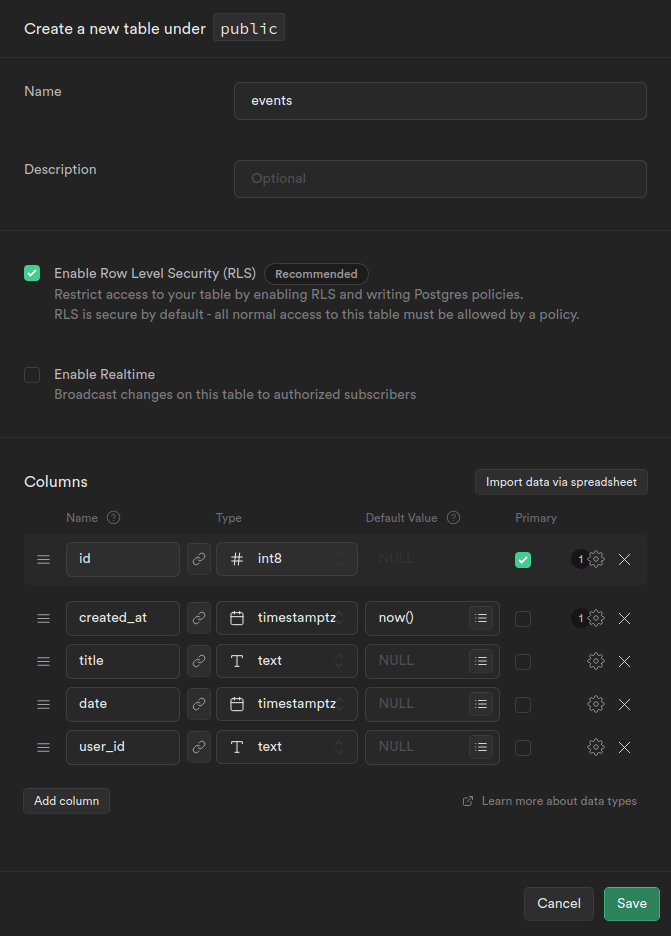 Create a new table under public
Name
events
Description
Optional
Enable Row Level Security (RLS) Recommended
Restrict access to your table by enabling RLS and writing Postgres policies.
RLS is secure by default - all normal access to this table must be allowed by a policy.
Enable Realtime
Broadcast changes on this table to authorized subscribers
Columns Import data via spreadsheet
Name ? Type Default Value ? Primary
id # int8 NULL 1
created_at timestamptz now() 1
title T text NULL
date timestamptz NULL
user_id T text NULL
Add column Learn more about data types
Cancel Save